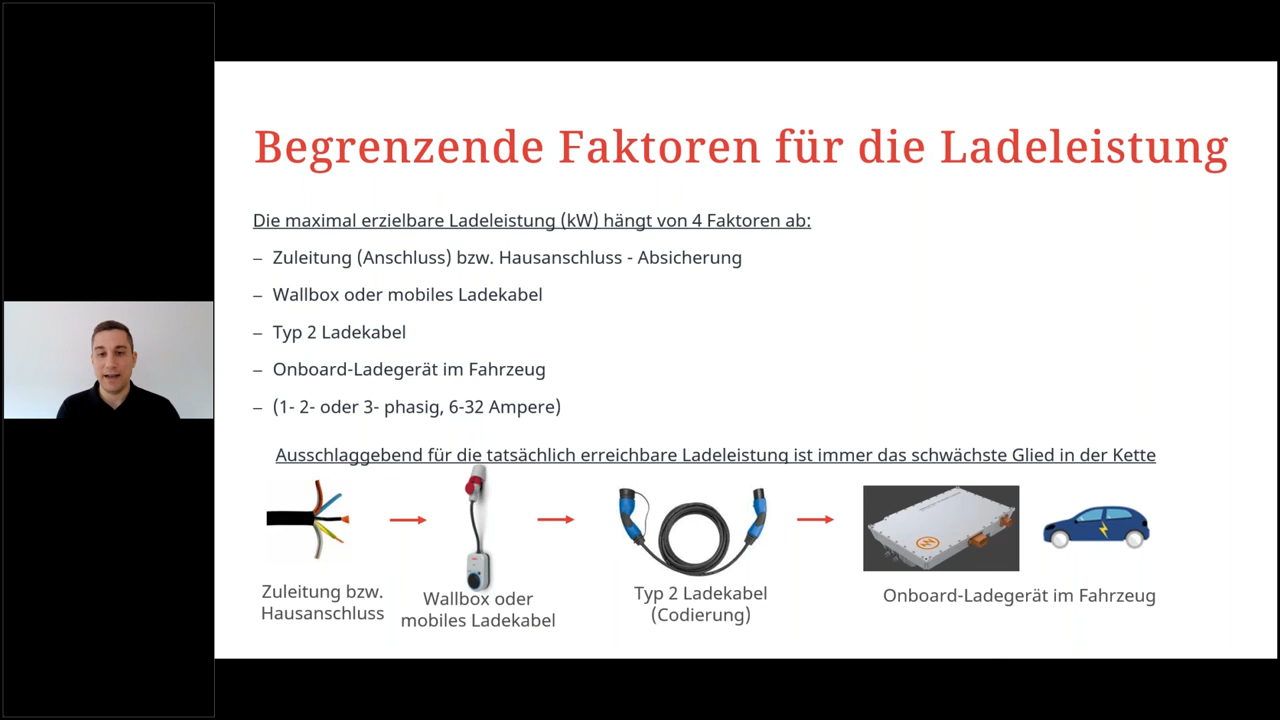 Begrenzende Faktoren für die Ladeleistung
Die maximal erzielbare Ladeleistung (kW) hängt von 4 Faktoren ab:
– Zuleitung (Anschluss) bzw. Hausanschluss - Absicherung
– Wallbox oder mobiles Ladekabel
– Typ 2 Ladekabel
– Onboard-Ladegerät im Fahrzeug
– (1- 2- oder 3- phasig, 6-32 Ampere)
Ausschlaggebend für die tatsächlich erreichbare Ladeleistung ist immer das schwächste Glied in der Kette
Zuleitung bzw.
Hausanschluss
Wallbox oder
mobiles Ladekabel
Typ 2 Ladekabel
(Codierung)
Onboard-Ladegerät im Fahrzeug